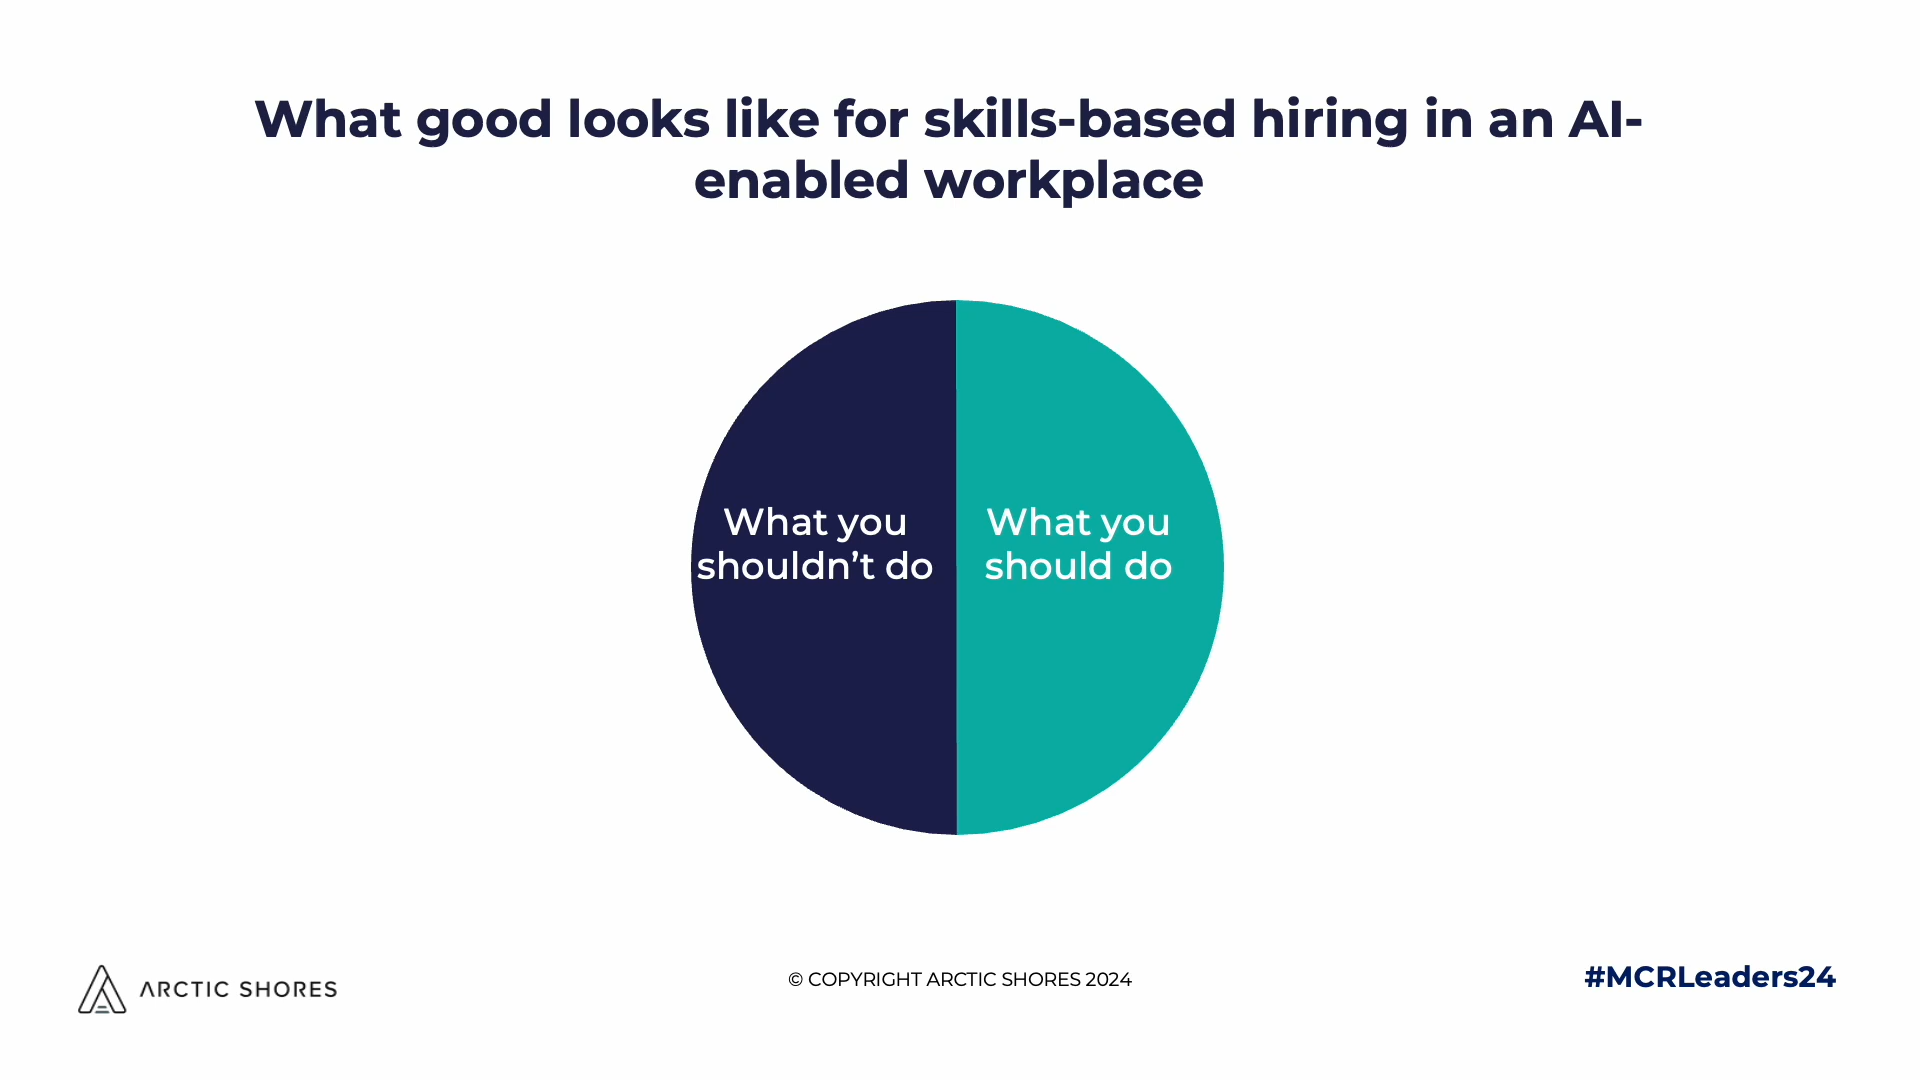 What good looks like for skills-based hiring in an AI-
enabled workplace
What you
shouldn’t do
What you
should do
ARCTIC SHORES
© COPYRIGHT ARCTIC SHORES 2024
#MCRLeaders24